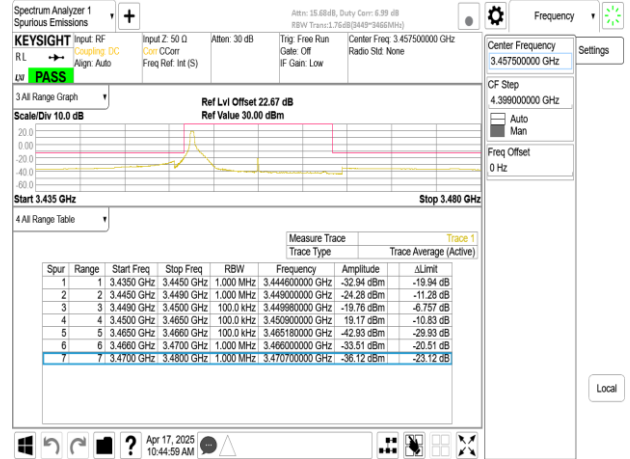 Spectrum Analyzer 1
Spurious Emissions
Attn: 15.68dB, Duty Corr: 6.99 dB
RBW Trans:1.76dB(3449~3466MHz)
Frequency
KEYSIGHT
R L
LXI
PASS
Input: RF
Coupling: DC
Align: Auto
Input Z: 50 Ω
Corr CCorr
Freq Ref: Int (S)
Atten: 30 dB
Trig: Free Run
Gate: Off
IF Gain: Low
Center Freq: 3.457500000 GHz
Radio Std: None
Center Frequency
3.457500000 GHz
Settings
CF Step
4.399000000 GHz
Auto
Man
Freq Offset
0 Hz
3 All Range Graph
Scale/Div 10.0 dB
Ref Lvl Offset 22.67 dB
Ref Value 30.00 dBm
20.0
0.00
-20.0
-40.0
-60.0
Start 3.435 GHz
Stop 3.480 GHz
4 All Range Table
Measure Trace Trace 1
Trace Type Trace Average (Active)
Spur Range Start Freq Stop Freq RBW Frequency Amplitude ΔLimit
1 1 3.4350 GHz 3.4450 GHz 1.000 MHz 3.444600000 GHz -32.94 dBm -19.94 dB
2 2 3.4450 GHz 3.4490 GHz 1.000 MHz 3.449000000 GHz -24.28 dBm -11.28 dB
3 3 3.4490 GHz 3.4500 GHz 100.0 kHz 3.449980000 GHz -19.76 dBm -6.757 dB
4 4 3.4500 GHz 3.4650 GHz 100.0 kHz 3.450900000 GHz 19.17 dBm -10.83 dB
5 5 3.4650 GHz 3.4660 GHz 100.0 kHz 3.465180000 GHz -42.93 dBm -29.93 dB
6 6 3.4660 GHz 3.4700 GHz 1.000 MHz 3.466000000 GHz -33.51 dBm -20.51 dB
7 7 3.4700 GHz 3.4800 GHz 1.000 MHz 3.470700000 GHz -36.12 dBm -23.12 dB
Local
?
Apr 17, 2025
10:44:59 AM